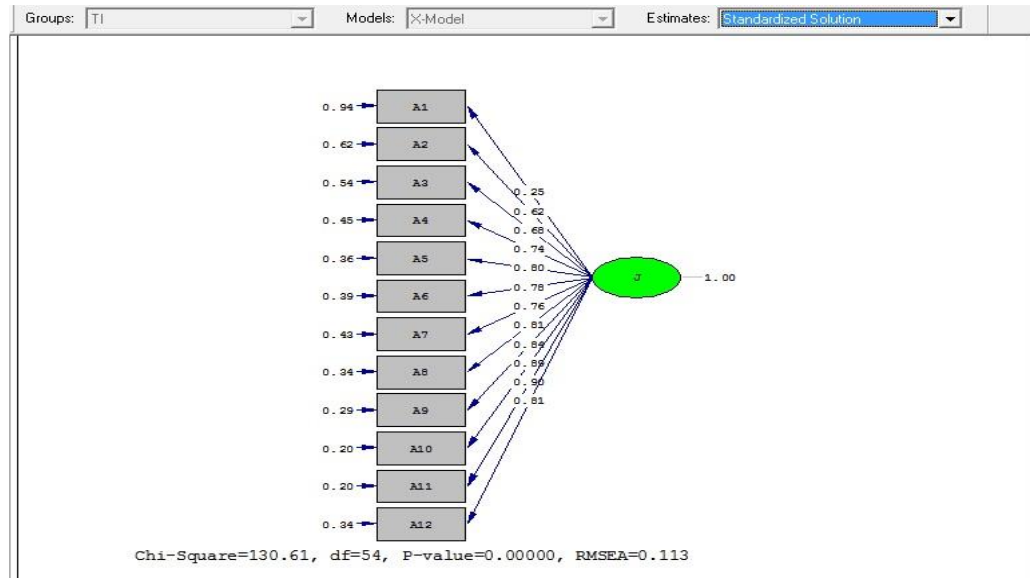 Groups: TI Models: X-Model Estimates: Standardized Solution
0.94 A1
0.62 A2
0.54 A3
0.45 A4
0.36 A5
0.39 A6
0.43 A7
0.34 A8
0.29 A9
0.20 A10
0.20 A11
0.34 A12
0.25
0.62
0.68
0.74
0.80
0.78
0.76
0.81
0.84
0.90
0.81
J 1.00
Chi-Square=130.61, df=54, P-value=0.00000, RMSEA=0.113